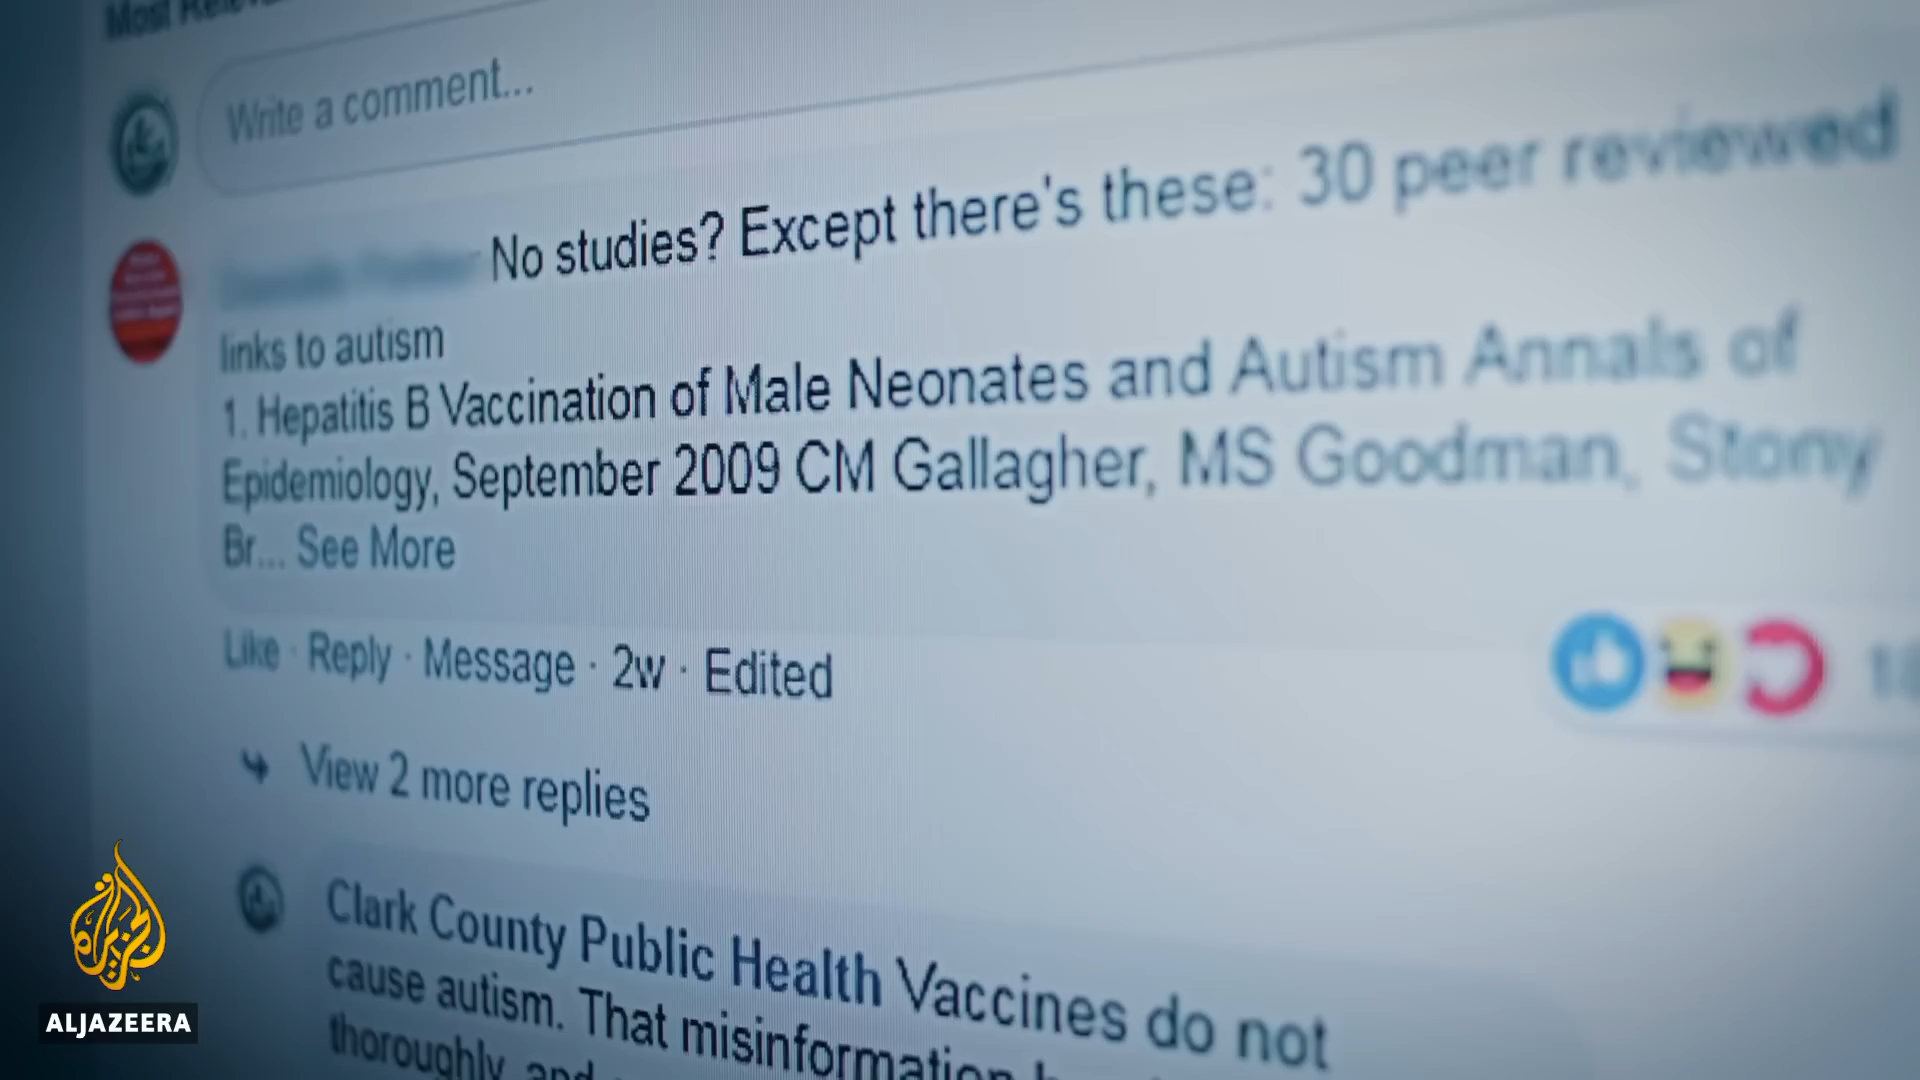 Most Rele
Write a comment...
No studies? Except there's these: 30 peer reviewed
links to autism
1. Hepatitis B Vaccination of Male Neonates and Autism Annals of
Epidemiology, September 2009 CM Gallagher, MS Goodman, Stony
Br... See More
Like · Reply · Message · 2w · Edited
View 2 more replies
Clark County Public Health Vaccines do not
cause autism. That misinformation
thoroughly, and
ALJAZEERA